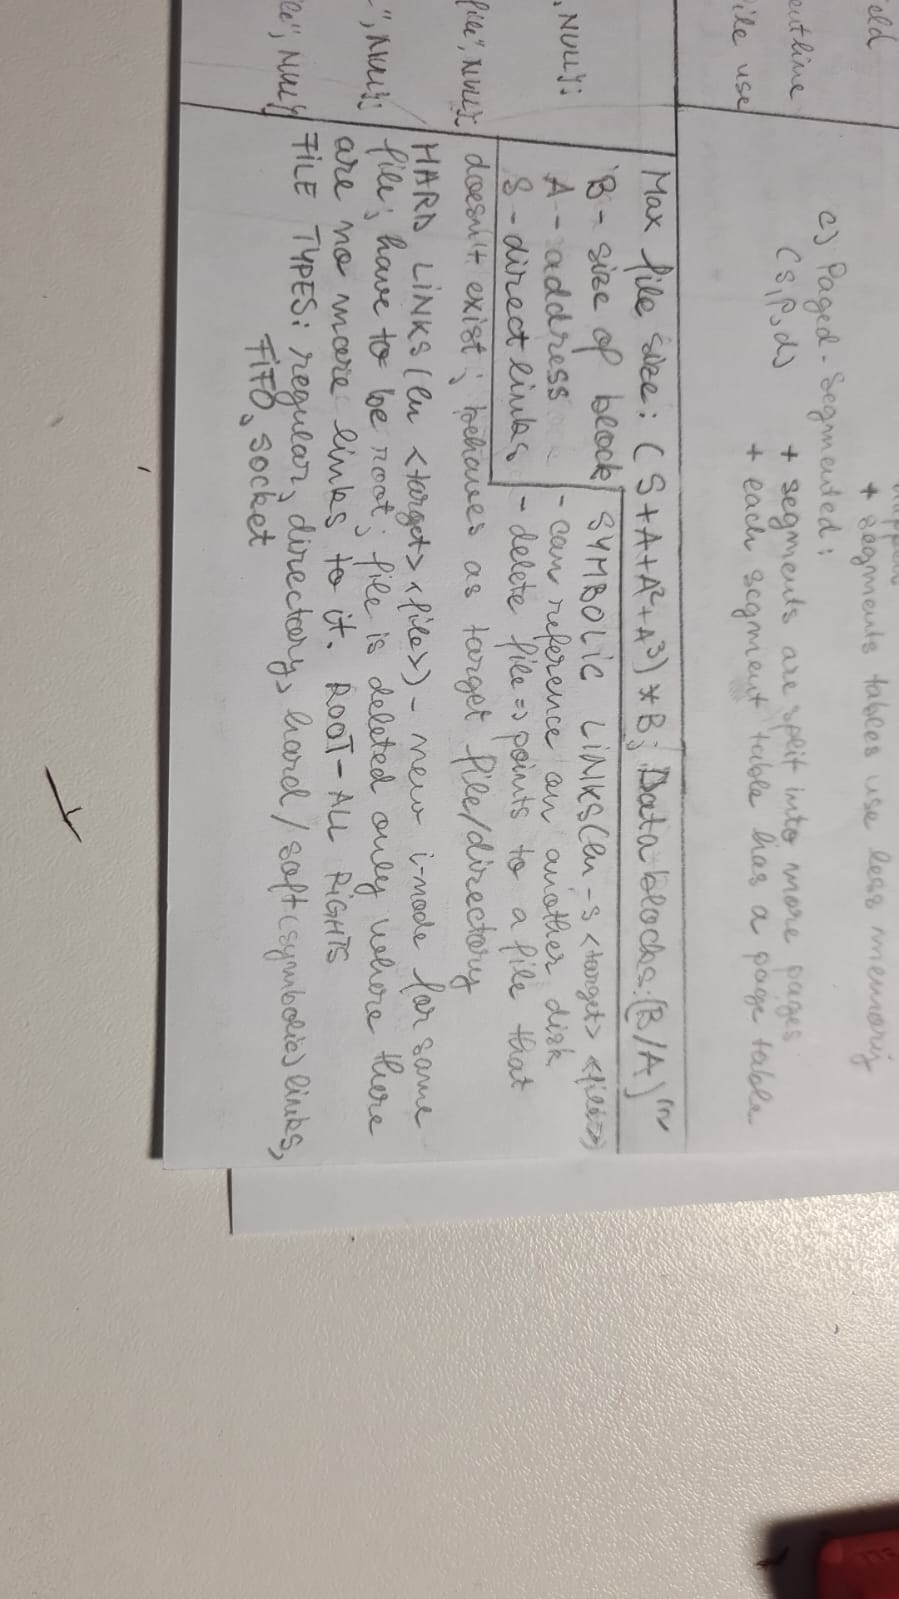 eld
entline
ile use
+ segments tables use less memory
c) Paged-Segmented:
(s,p,d) + segments are split into more pages
+ each segment table has a page table
Max file size: (S+A+A²+A³)*B; Data blocks:(B/A)
B - size of block
A - address
S - direct links
SYMBOLIC LINKS(ln -s <target> <file>)
- can reference on another disk
- delete file => points to a file that
doesn't exist; behaves as target file/directory
HARD LINKS(ln <target> <file>) - new i-node for same
file; have to be root; file is deleted only where there
are no more links to it. ROOT-ALL RIGHTS
FILE TYPES: regular, directory, hard/soft(symbolic) links,
FIFO, socket
, NULL);
file", NULL);
", NULL);
", NULL)